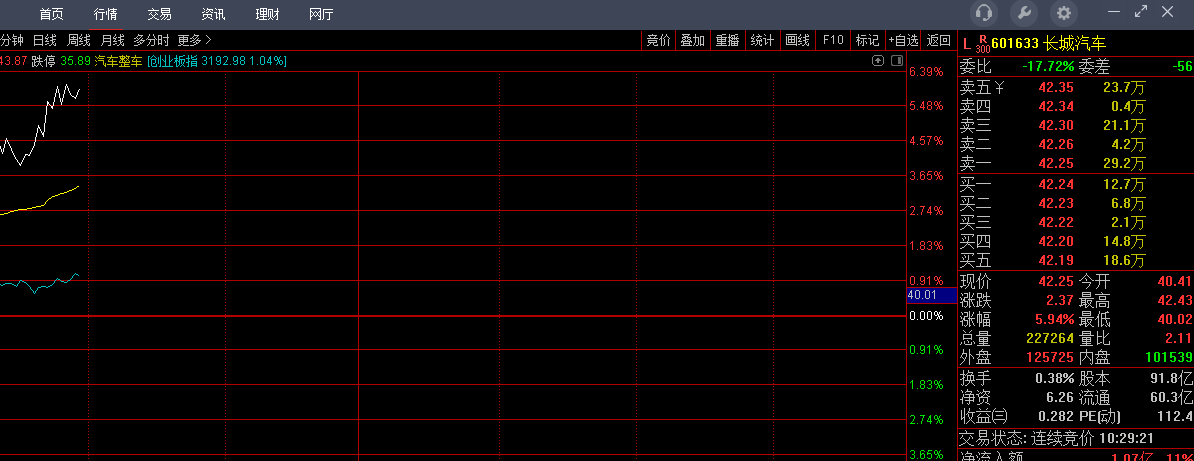 首页 行情 交易 资讯 理财 网厅
分钟 日线 周线 月线 多分时 更多> 竞价 叠加 重播 统计 画线 F10 标记 +自选 返回
43.87 跌停 35.89 汽车整车 [创业板指 3192.98 1.04%]
6.39%
5.48%
4.57%
3.65%
2.74%
1.83%
0.91%
40.01
0.00%
0.91%
1.83%
2.74%
3.65%
L R 300 601633 长城汽车
委比 -17.72% 委差 -56
卖五 ¥ 42.35 23.7万
卖四 42.34 0.4万
卖三 42.30 21.1万
卖二 42.26 4.2万
卖一 42.25 29.2万
买一 42.24 12.7万
买二 42.23 6.8万
买三 42.22 2.1万
买四 42.20 14.8万
买五 42.19 18.6万
现价 42.25 今开 40.41
涨跌 2.37 最高 42.43
涨幅 5.94% 最低 40.02
总量 227264 量比 2.11
外盘 125725 内盘 101539
换手 0.38% 股本 91.8亿
净资 6.26 流通 60.3亿
收益㈢ 0.282 PE(动) 112.4
交易状态: 连续竞价 10:29:21
净流入额 1.07亿 11%